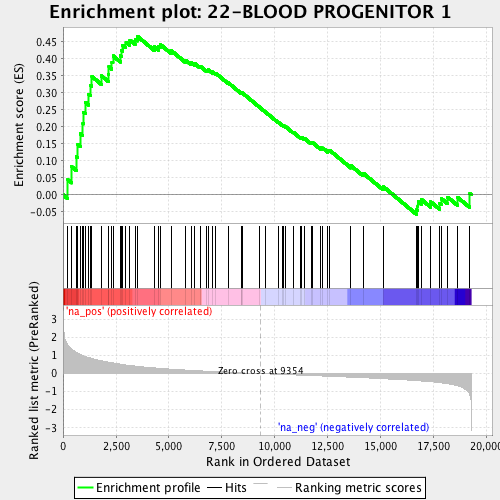 Enrichment plot: 22-BLOOD PROGENITOR 1
Enrichment score (ES)
0.45
0.40
0.35
0.30
0.25
0.20
0.15
0.10
0.05
0.00
-0.05
'na_pos' (positively correlated)
Ranked list metric (PreRanked)
3
2
1
0
-1
-2
-3
Zero cross at 9354
'na_neg' (negatively correlated)
0
2,500
5,000
7,500
10,000
12,500
15,000
17,500
20,000
Rank in Ordered Dataset
Enrichment profile
Hits
Ranking metric scores